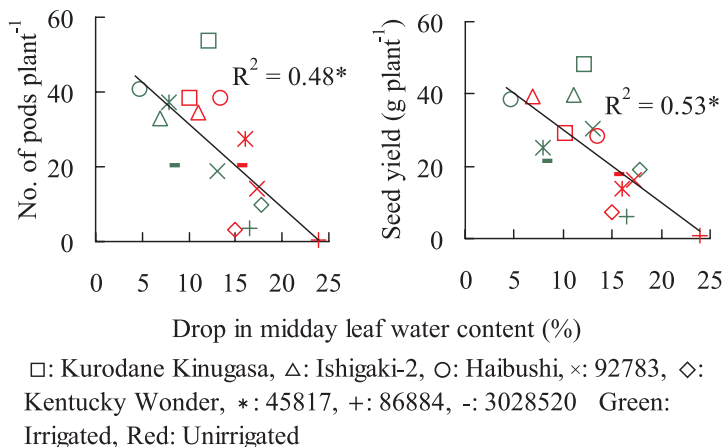 60
40
20
0
No. of pods plant⁻¹
R² = 0.48*
0 5 10 15 20 25
60
40
20
0
Seed yield (g plant⁻¹)
R² = 0.53*
0 5 10 15 20 25
Drop in midday leaf water content (%)
□: Kurodane Kinugasa, △: Ishigaki-2, ○: Haibushi, ×: 92783, ◇:
Kentucky Wonder, *: 45817, +: 86884, -: 3028520 Green:
Irrigated, Red: Unirrigated